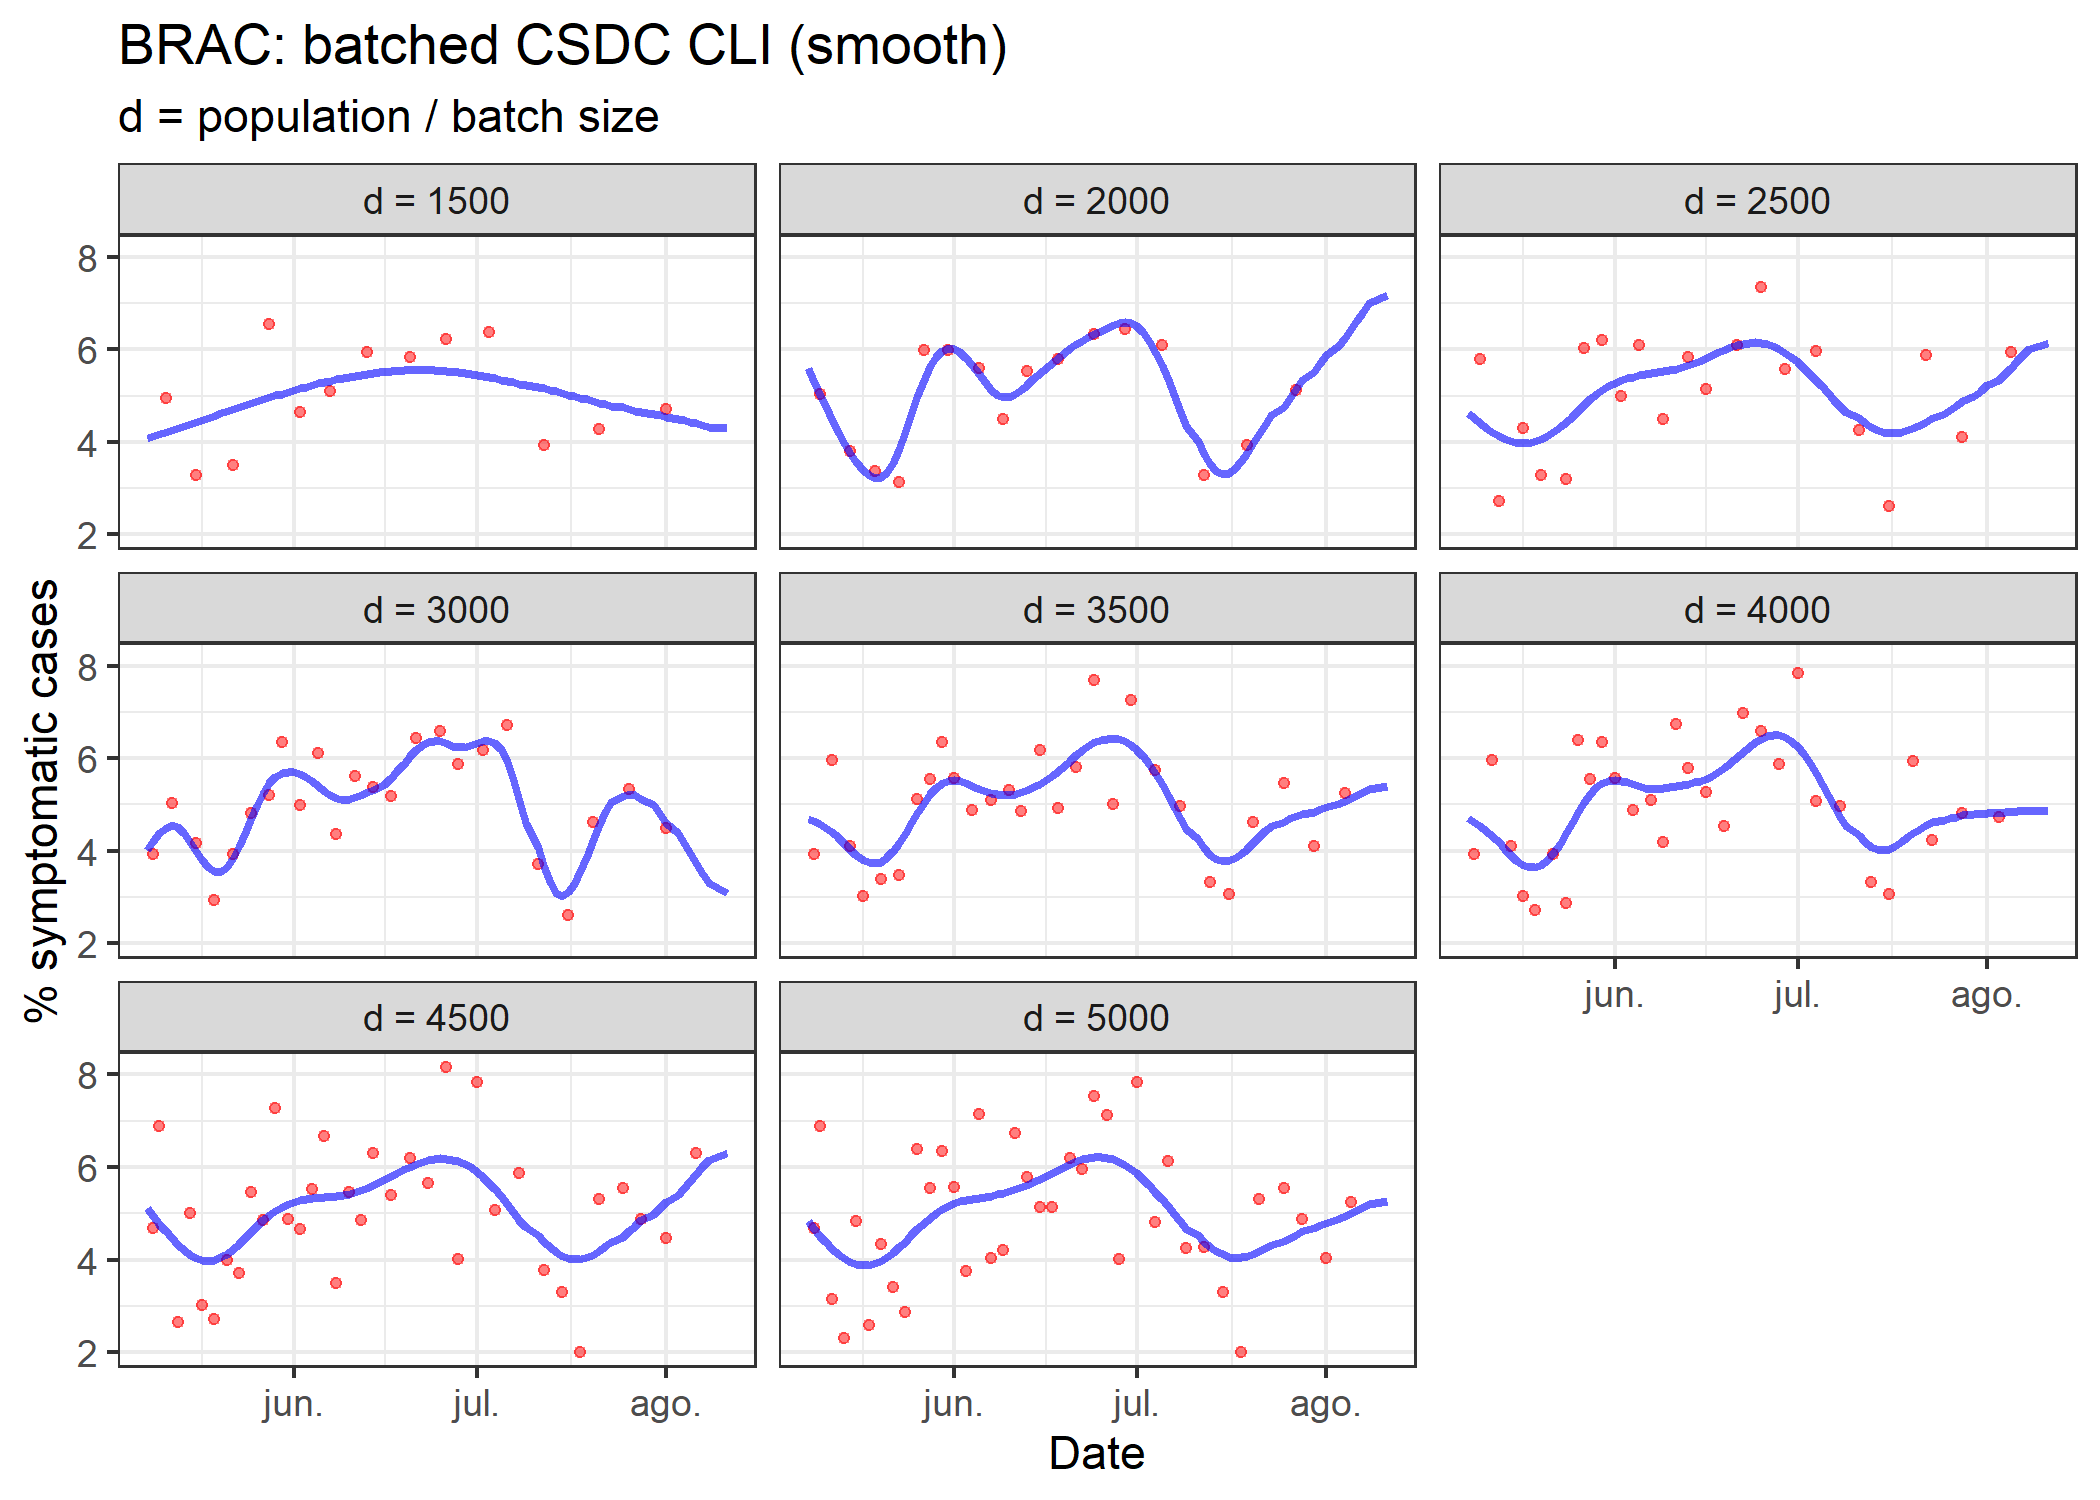 BRAC: batched CSDC CLI (smooth)
d = population / batch size
d = 1500
d = 2000
d = 2500
8
6
4
2
d = 3000
d = 3500
d = 4000
8
6
4
2
jun.
jul.
ago.
d = 4500
d = 5000
8
6
4
2
jun.
jul.
ago.
jun.
jul.
ago.
% symptomatic cases
Date